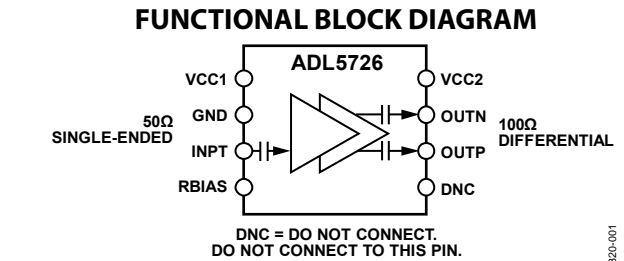 FUNCTIONAL BLOCK DIAGRAM
ADL5726
VCC1
VCC2
GND
OUTN
50Ω
SINGLE-ENDED
100Ω
DIFFERENTIAL
INPT
OUTP
RBIAS
DNC
DNC = DO NOT CONNECT.
DO NOT CONNECT TO THIS PIN.